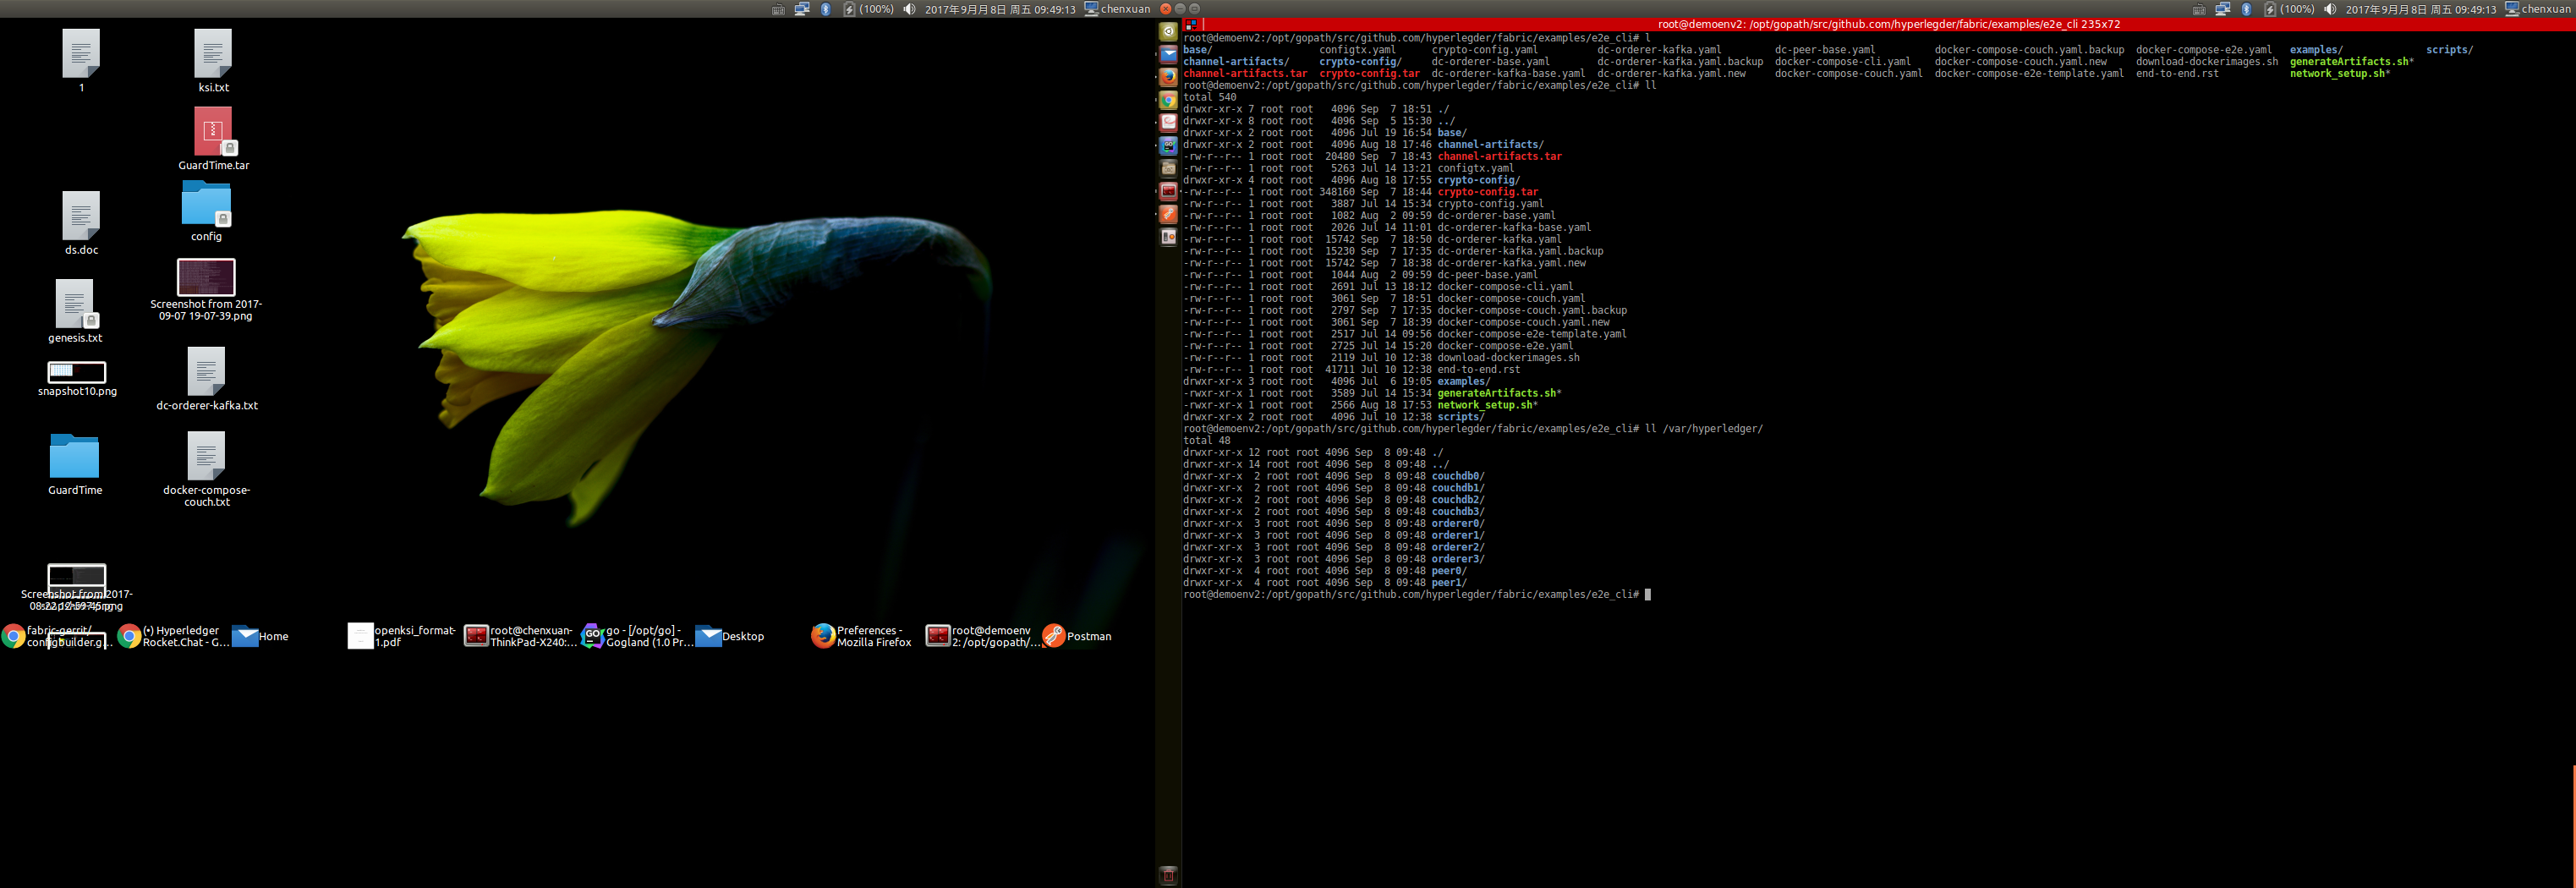 (100%)
2017年9月月8日 周五 09:49:13
chenxuan
(100%)
2017年9月月8日 周五 09:49:13
chenxuan
1
ksi.txt
GuardTime.tar
ds.doc
config
Screenshot from 2017-
09-07 19-07-39.png
genesis.txt
snapshot10.png
dc-orderer-kafka.txt
GuardTime
docker-compose-
couch.txt
Screenshot from 2017-
fabric-gerrit/
configbuilder.g...
(•) Hyperledger
Rocket.Chat - G...
Home
openksi_format-
1.pdf
root@chenxuan-
ThinkPad-X240:...
go - [/opt/go] -
Gogland (1.0 Pr...
Desktop
Preferences -
Mozilla Firefox
root@demoenv
2: /opt/gopath/...
Postman
root@demoenv2: /opt/gopath/src/github.com/hyperlegder/fabric/examples/e2e_cli 235x72
root@demoenv2:/opt/gopath/src/github.com/hyperlegder/fabric/examples/e2e_cli# l
base/ configtx.yaml crypto-config.yaml dc-orderer-kafka.yaml dc-peer-base.yaml docker-compose-couch.yaml.backup docker-compose-e2e.yaml examples/ scripts/
channel-artifacts/ crypto-config/ dc-orderer-base.yaml dc-orderer-kafka.yaml.backup docker-compose-cli.yaml docker-compose-couch.yaml.new download-dockerimages.sh generateArtifacts.sh*
channel-artifacts.tar crypto-config.tar dc-orderer-kafka-base.yaml dc-orderer-kafka.yaml.new docker-compose-couch.yaml docker-compose-e2e-template.yaml end-to-end.rst network_setup.sh*
root@demoenv2:/opt/gopath/src/github.com/hyperlegder/fabric/examples/e2e_cli# ll
total 540
drwxr-xr-x 7 root root 4096 Sep 7 18:51 ./
drwxr-xr-x 8 root root 4096 Sep 5 15:30 ../
drwxr-xr-x 2 root root 4096 Jul 19 16:54 base/
drwxr-xr-x 2 root root 4096 Aug 18 17:46 channel-artifacts/
-rw-r--r-- 1 root root 20480 Sep 7 18:43 channel-artifacts.tar
-rw-r--r-- 1 root root 5263 Jul 14 13:21 configtx.yaml
drwxr-xr-x 4 root root 4096 Aug 18 17:55 crypto-config/
-rw-r--r-- 1 root root 348160 Sep 7 18:44 crypto-config.tar
-rw-r--r-- 1 root root 3887 Jul 14 15:34 crypto-config.yaml
-rw-r--r-- 1 root root 1082 Aug 2 09:59 dc-orderer-base.yaml
-rw-r--r-- 1 root root 2026 Jul 14 11:01 dc-orderer-kafka-base.yaml
-rw-r--r-- 1 root root 15742 Sep 7 18:50 dc-orderer-kafka.yaml
-rw-r--r-- 1 root root 15230 Sep 7 17:35 dc-orderer-kafka.yaml.backup
-rw-r--r-- 1 root root 15742 Sep 7 18:38 dc-orderer-kafka.yaml.new
-rw-r--r-- 1 root root 1044 Aug 2 09:59 dc-peer-base.yaml
-rw-r--r-- 1 root root 2691 Jul 13 18:12 docker-compose-cli.yaml
-rw-r--r-- 1 root root 3061 Sep 7 18:51 docker-compose-couch.yaml
-rw-r--r-- 1 root root 2797 Sep 7 17:35 docker-compose-couch.yaml.backup
-rw-r--r-- 1 root root 3061 Sep 7 18:39 docker-compose-couch.yaml.new
-rw-r--r-- 1 root root 2517 Jul 14 09:56 docker-compose-e2e-template.yaml
-rw-r--r-- 1 root root 2725 Jul 14 15:20 docker-compose-e2e.yaml
-rw-r--r-- 1 root root 2119 Jul 10 12:38 download-dockerimages.sh
-rw-r--r-- 1 root root 41711 Jul 10 12:38 end-to-end.rst
drwxr-xr-x 3 root root 4096 Jul 6 19:05 examples/
-rwxr-xr-x 1 root root 3589 Jul 14 15:34 generateArtifacts.sh*
-rwxr-xr-x 1 root root 2566 Aug 18 17:53 network_setup.sh*
drwxr-xr-x 2 root root 4096 Jul 10 12:38 scripts/
root@demoenv2:/opt/gopath/src/github.com/hyperlegder/fabric/examples/e2e_cli# ll /var/hyperledger/
total 48
drwxr-xr-x 12 root root 4096 Sep 8 09:48 ./
drwxr-xr-x 14 root root 4096 Sep 8 09:48 ../
drwxr-xr-x 2 root root 4096 Sep 8 09:48 couchdb0/
drwxr-xr-x 2 root root 4096 Sep 8 09:48 couchdb1/
drwxr-xr-x 2 root root 4096 Sep 8 09:48 couchdb2/
drwxr-xr-x 2 root root 4096 Sep 8 09:48 couchdb3/
drwxr-xr-x 3 root root 4096 Sep 8 09:48 orderer0/
drwxr-xr-x 3 root root 4096 Sep 8 09:48 orderer1/
drwxr-xr-x 3 root root 4096 Sep 8 09:48 orderer2/
drwxr-xr-x 3 root root 4096 Sep 8 09:48 orderer3/
drwxr-xr-x 4 root root 4096 Sep 8 09:48 peer0/
drwxr-xr-x 4 root root 4096 Sep 8 09:48 peer1/
root@demoenv2:/opt/gopath/src/github.com/hyperlegder/fabric/examples/e2e_cli#